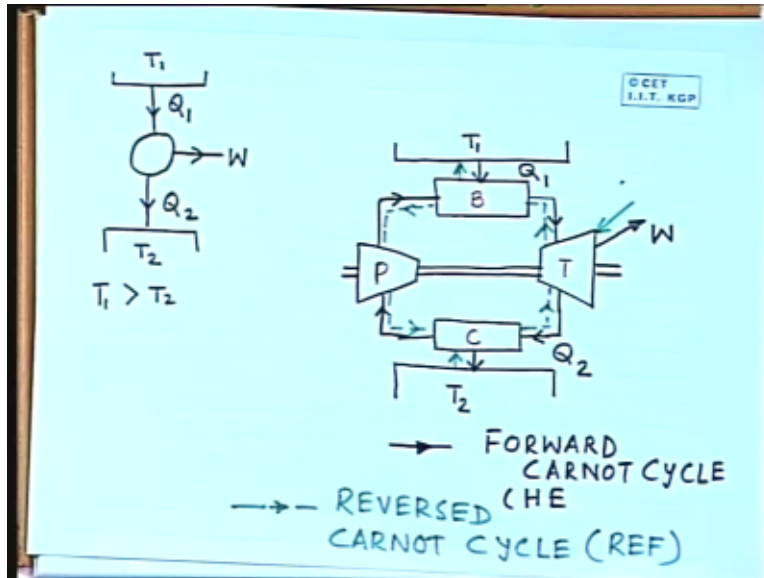 T₁
Q₁
W
Q₂
T₂
T₁ > T₂
© CET
I.I.T. KGP
T₁
Q₁
B
W
P
T
C
Q₂
T₂
FORWARD
CARNOT CYCLE
CHE
REVERSED
CARNOT CYCLE (REF)